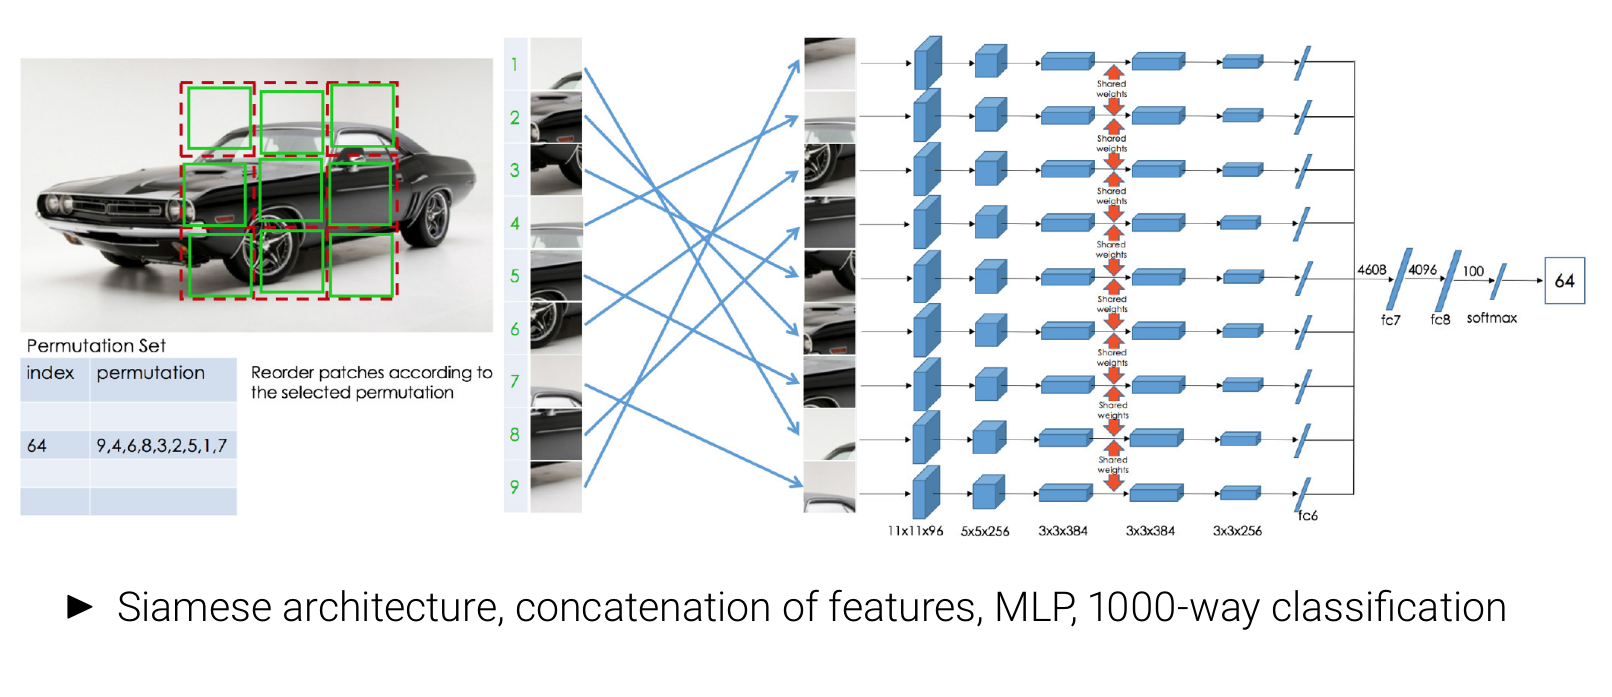 Permutation Set
index permutation
64 9,4,6,8,3,2,5,1,7
Reorder patches according to
the selected permutation
1
2
3
4
5
6
7
8
9
Shared
weights
Shared
weights
Shared
weights
Shared
weights
Shared
weights
Shared
weights
Shared
weights
Shared
weights
11x11x96 5x5x256 3x3x384 3x3x384 3x3x256
fc6
4608 4096 100
64
fc7 fc8 softmax
► Siamese architecture, concatenation of features, MLP, 1000-way classification